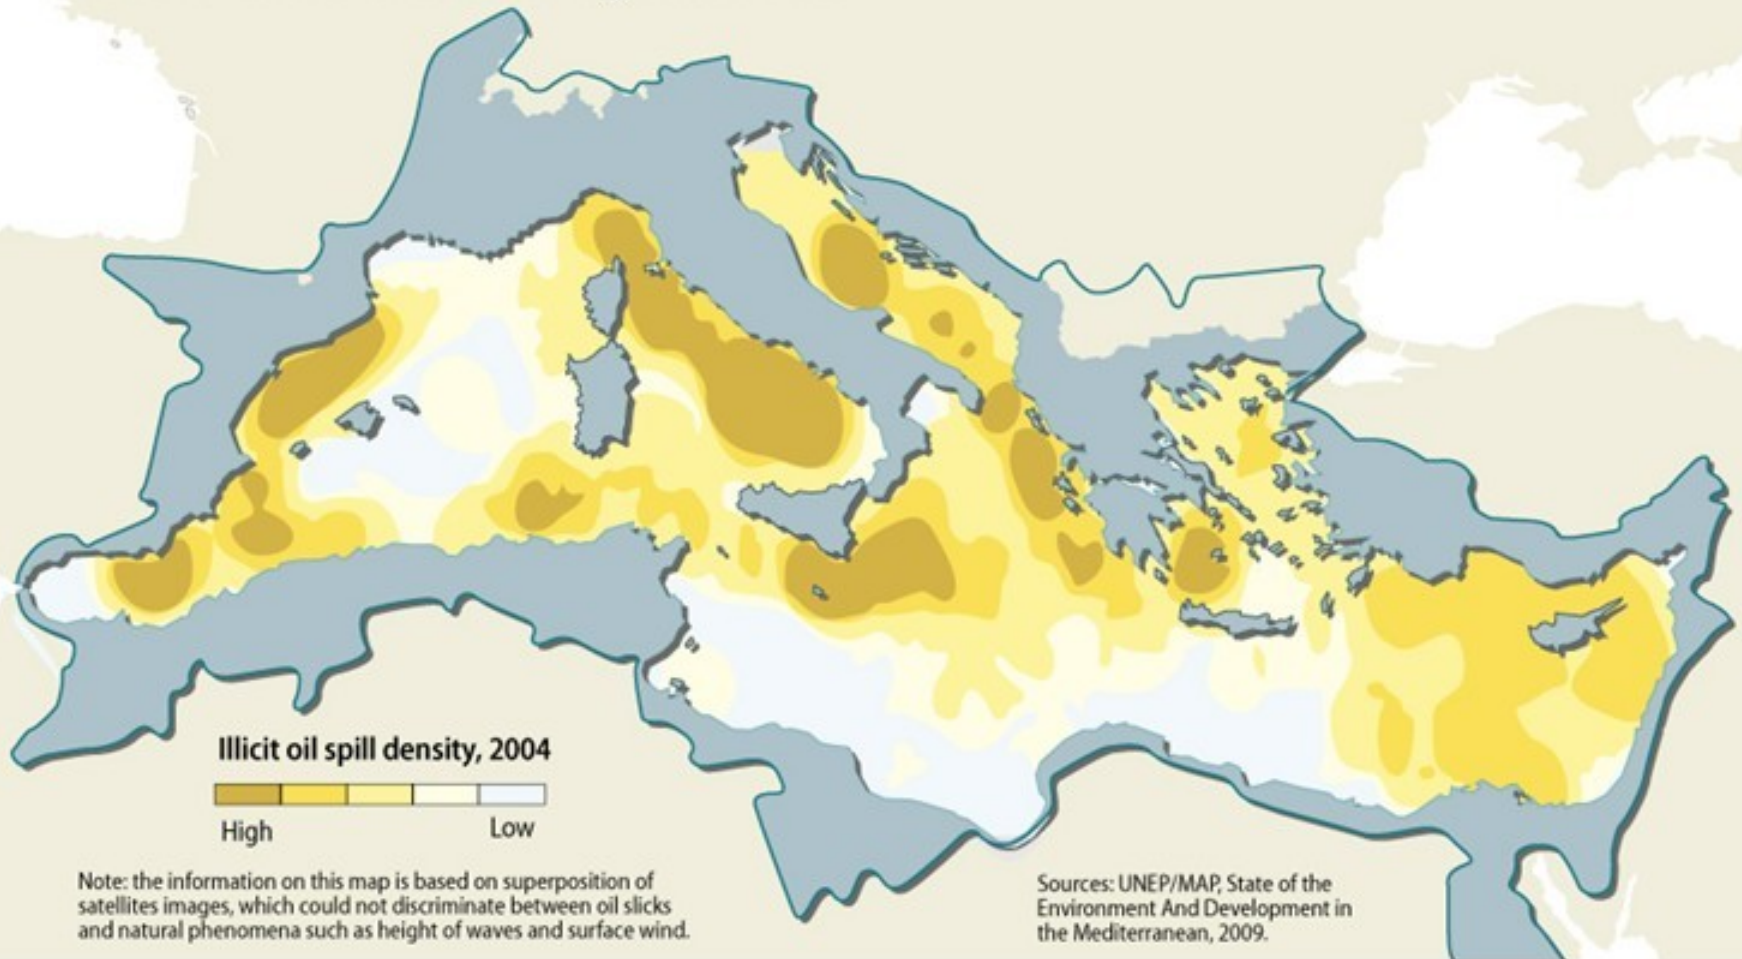 Illicit oil spill density, 2004
High
Low
Note: the information on this map is based on superposition of
satellites images, which could not discriminate between oil slicks
and natural phenomena such as height of waves and surface wind.
Sources: UNEP/MAP, State of the
Environment And Development in
the Mediterranean, 2009.